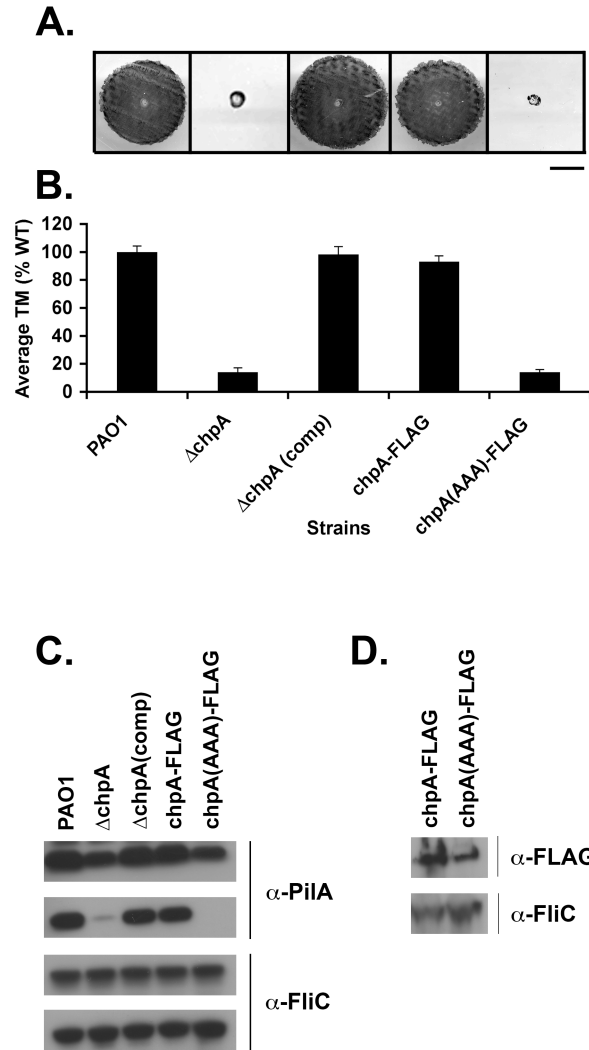 A.
B.
Average TM (% WT)
120
100
80
60
40
20
0
PAO1
ΔchpA
ΔchpA (comp)
chpA-FLAG
chpA(AAA)-FLAG
Strains
C.
PAO1
ΔchpA
ΔchpA(comp)
chpA-FLAG
chpA(AAA)-FLAG
α-PilA
α-FliC
D.
chpA-FLAG
chpA(AAA)-FLAG
α-FLAG
α-FliC